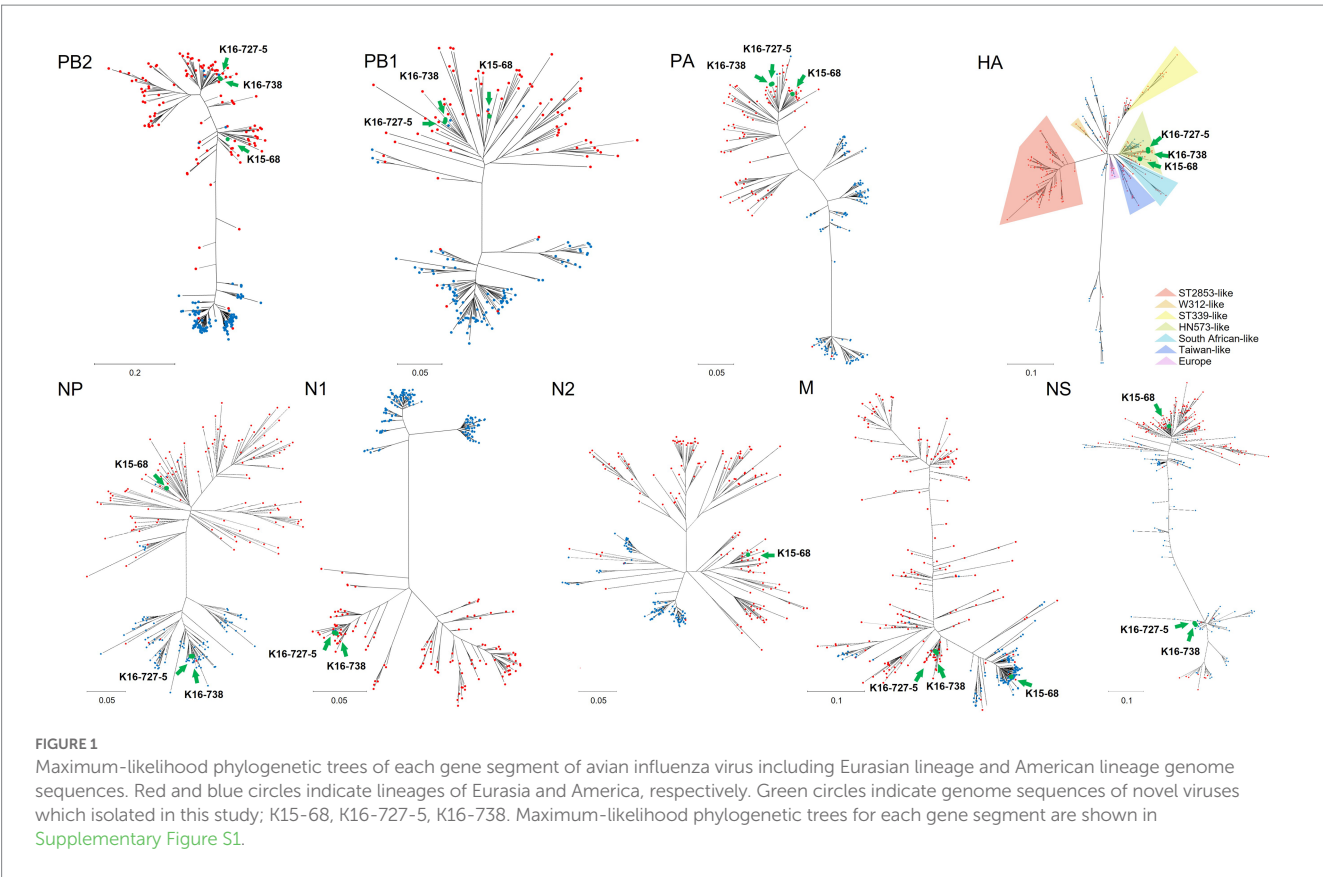 PB2
K16-727-5
K16-738
K15-68
0.2
PB1
K16-738
K15-68
K16-727-5
0.05
PA
K16-727-5
K16-738
K15-68
0.05
HA
K16-727-5
K16-738
K15-68
ST2853-like
W312-like
ST339-like
HN573-like
South African-like
Taiwan-like
Europe
0.1
NP
K15-68
K16-727-5
K16-738
0.05
N1
K16-727-5
K16-738
0.05
N2
K15-68
0.05
M
K16-727-5
K16-738
K15-68
0.1
NS
K15-68
K16-727-5
K16-738
0.1
FIGURE 1
Maximum-likelihood phylogenetic trees of each gene segment of avian influenza virus including Eurasian lineage and American lineage genome
sequences. Red and blue circles indicate lineages of Eurasia and America, respectively. Green circles indicate genome sequences of novel viruses
which isolated in this study; K15-68, K16-727-5, K16-738. Maximum-likelihood phylogenetic trees for each gene segment are shown in
Supplementary Figure S1.